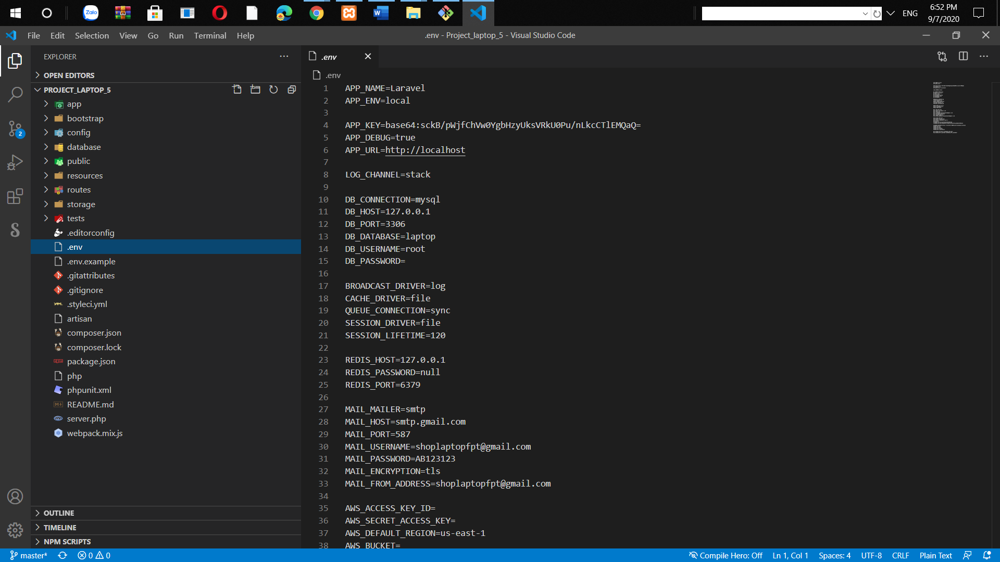 Zalo
ENG
6:52 PM
9/7/2020
File Edit Selection View Go Run Terminal Help
.env - Project_laptop_5 - Visual Studio Code
EXPLORER
OPEN EDITORS
PROJECT_LAPTOP_5
app
bootstrap
config
database
public
resources
routes
storage
tests
.editorconfig
.env
.env.example
.gitattributes
.gitignore
.styleci.yml
artisan
composer.json
composer.lock
package.json
php
phpunit.xml
README.md
server.php
webpack.mix.js
OUTLINE
TIMELINE
NPM SCRIPTS
2
.env
.env
1 APP_NAME=Laravel
2 APP_ENV=local
3
4 APP_KEY=base64:sckB/pWjfChVw0YgbHzyUksVRkU0Pu/nLkcCTlEMQaQ=
5 APP_DEBUG=true
6 APP_URL=http://localhost
7
8 LOG_CHANNEL=stack
9
10 DB_CONNECTION=mysql
11 DB_HOST=127.0.0.1
12 DB_PORT=3306
13 DB_DATABASE=laptop
14 DB_USERNAME=root
15 DB_PASSWORD=
16
17 BROADCAST_DRIVER=log
18 CACHE_DRIVER=file
19 QUEUE_CONNECTION=sync
20 SESSION_DRIVER=file
21 SESSION_LIFETIME=120
22
23 REDIS_HOST=127.0.0.1
24 REDIS_PASSWORD=null
25 REDIS_PORT=6379
26
27 MAIL_MAILER=smtp
28 MAIL_HOST=smtp.gmail.com
29 MAIL_PORT=587
30 MAIL_USERNAME=shoplaptopfpt@gmail.com
31 MAIL_PASSWORD=AB123123
32 MAIL_ENCRYPTION=tls
33 MAIL_FROM_ADDRESS=shoplaptopfpt@gmail.com
34
35 AWS_ACCESS_KEY_ID=
36 AWS_SECRET_ACCESS_KEY=
37 AWS_DEFAULT_REGION=us-east-1
38 AWS_BUCKET=
master* 0 0
Compile Hero: Off Ln 1, Col 1 Spaces: 4 UTF-8 CRLF Plain Text